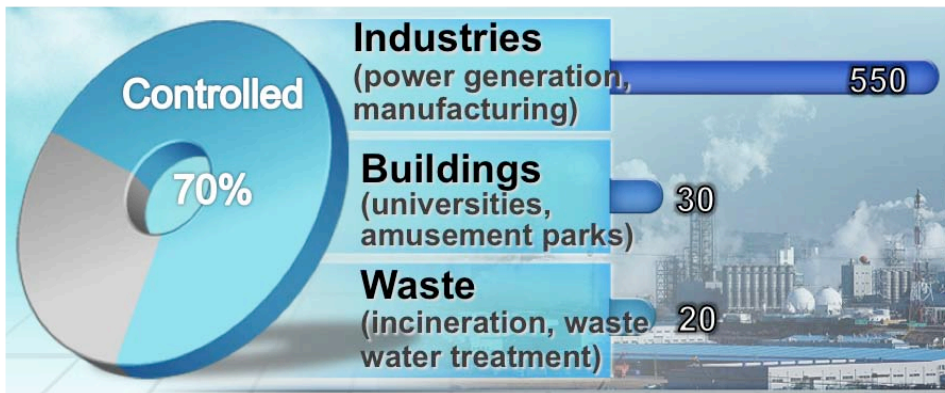 Controlled
70%
Industries
(power generation,
manufacturing)
550
Buildings
(universities,
amusement parks)
30
Waste
(incineration, waste
water treatment)
20